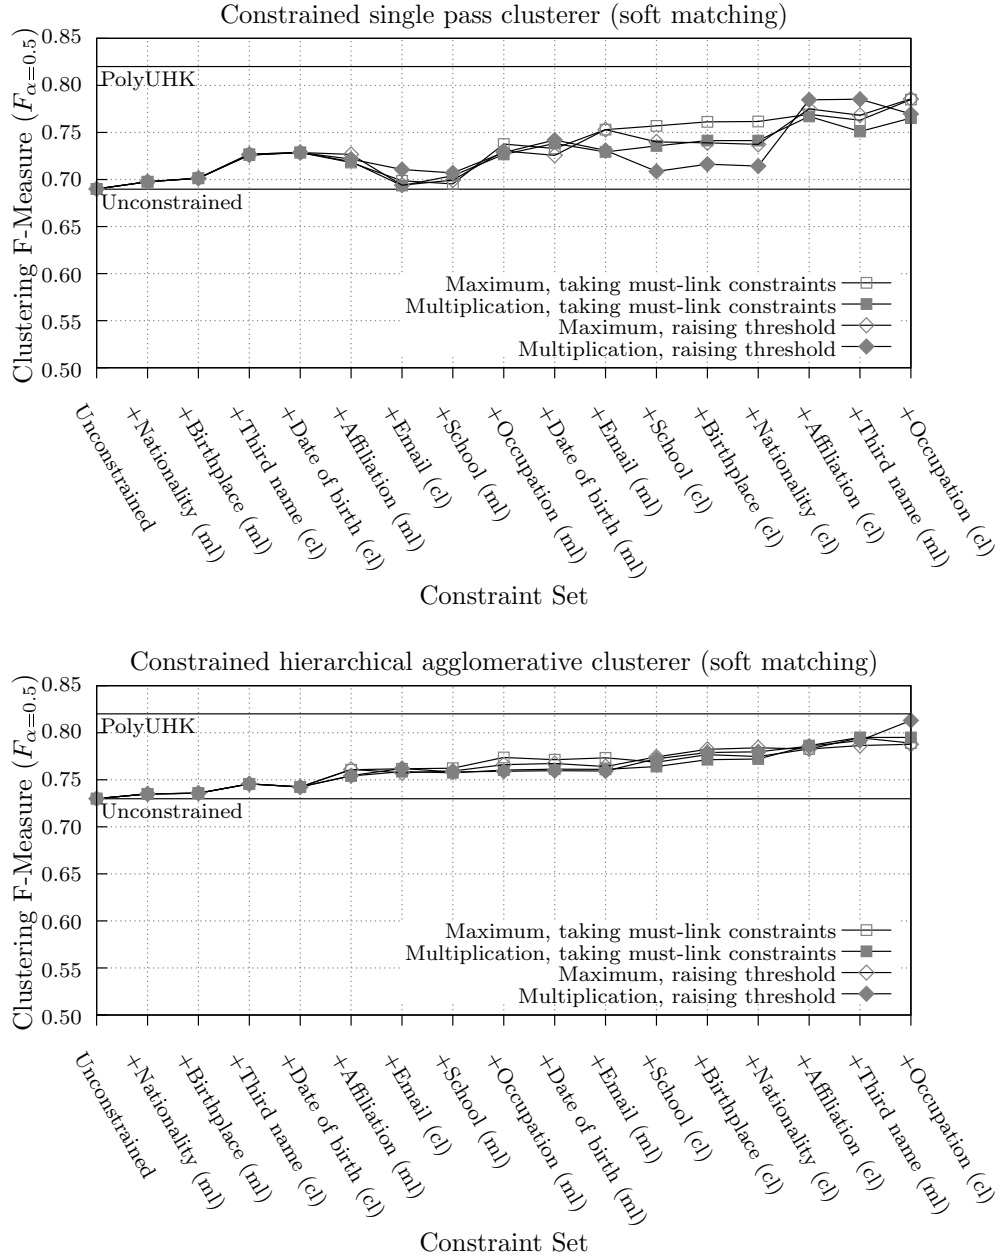 Constrained single pass clusterer (soft matching)
Clustering F-Measure (F_{α=0.5})
0.85
0.80
0.75
0.70
0.65
0.60
0.55
0.50
PolyUHK
Unconstrained
Maximum, taking must-link constraints
Multiplication, taking must-link constraints
Maximum, raising threshold
Multiplication, raising threshold
Unconstrained
+Nationality (ml)
+Birthplace (ml)
+Third name (cl)
+Date of birth (cl)
+Affiliation (ml)
+Email (cl)
+School (ml)
+Occupation (ml)
+Date of birth (ml)
+Email (ml)
+School (cl)
+Birthplace (cl)
+Nationality (cl)
+Affiliation (cl)
+Third name (ml)
+Occupation (cl)
Constraint Set
Constrained hierarchical agglomerative clusterer (soft matching)
Clustering F-Measure (F_{α=0.5})
0.85
0.80
0.75
0.70
0.65
0.60
0.55
0.50
PolyUHK
Unconstrained
Maximum, taking must-link constraints
Multiplication, taking must-link constraints
Maximum, raising threshold
Multiplication, raising threshold
Unconstrained
+Nationality (ml)
+Birthplace (ml)
+Third name (cl)
+Date of birth (cl)
+Affiliation (ml)
+Email (cl)
+School (ml)
+Occupation (ml)
+Date of birth (ml)
+Email (ml)
+School (cl)
+Birthplace (cl)
+Nationality (cl)
+Affiliation (cl)
+Third name (ml)
+Occupation (cl)
Constraint Set